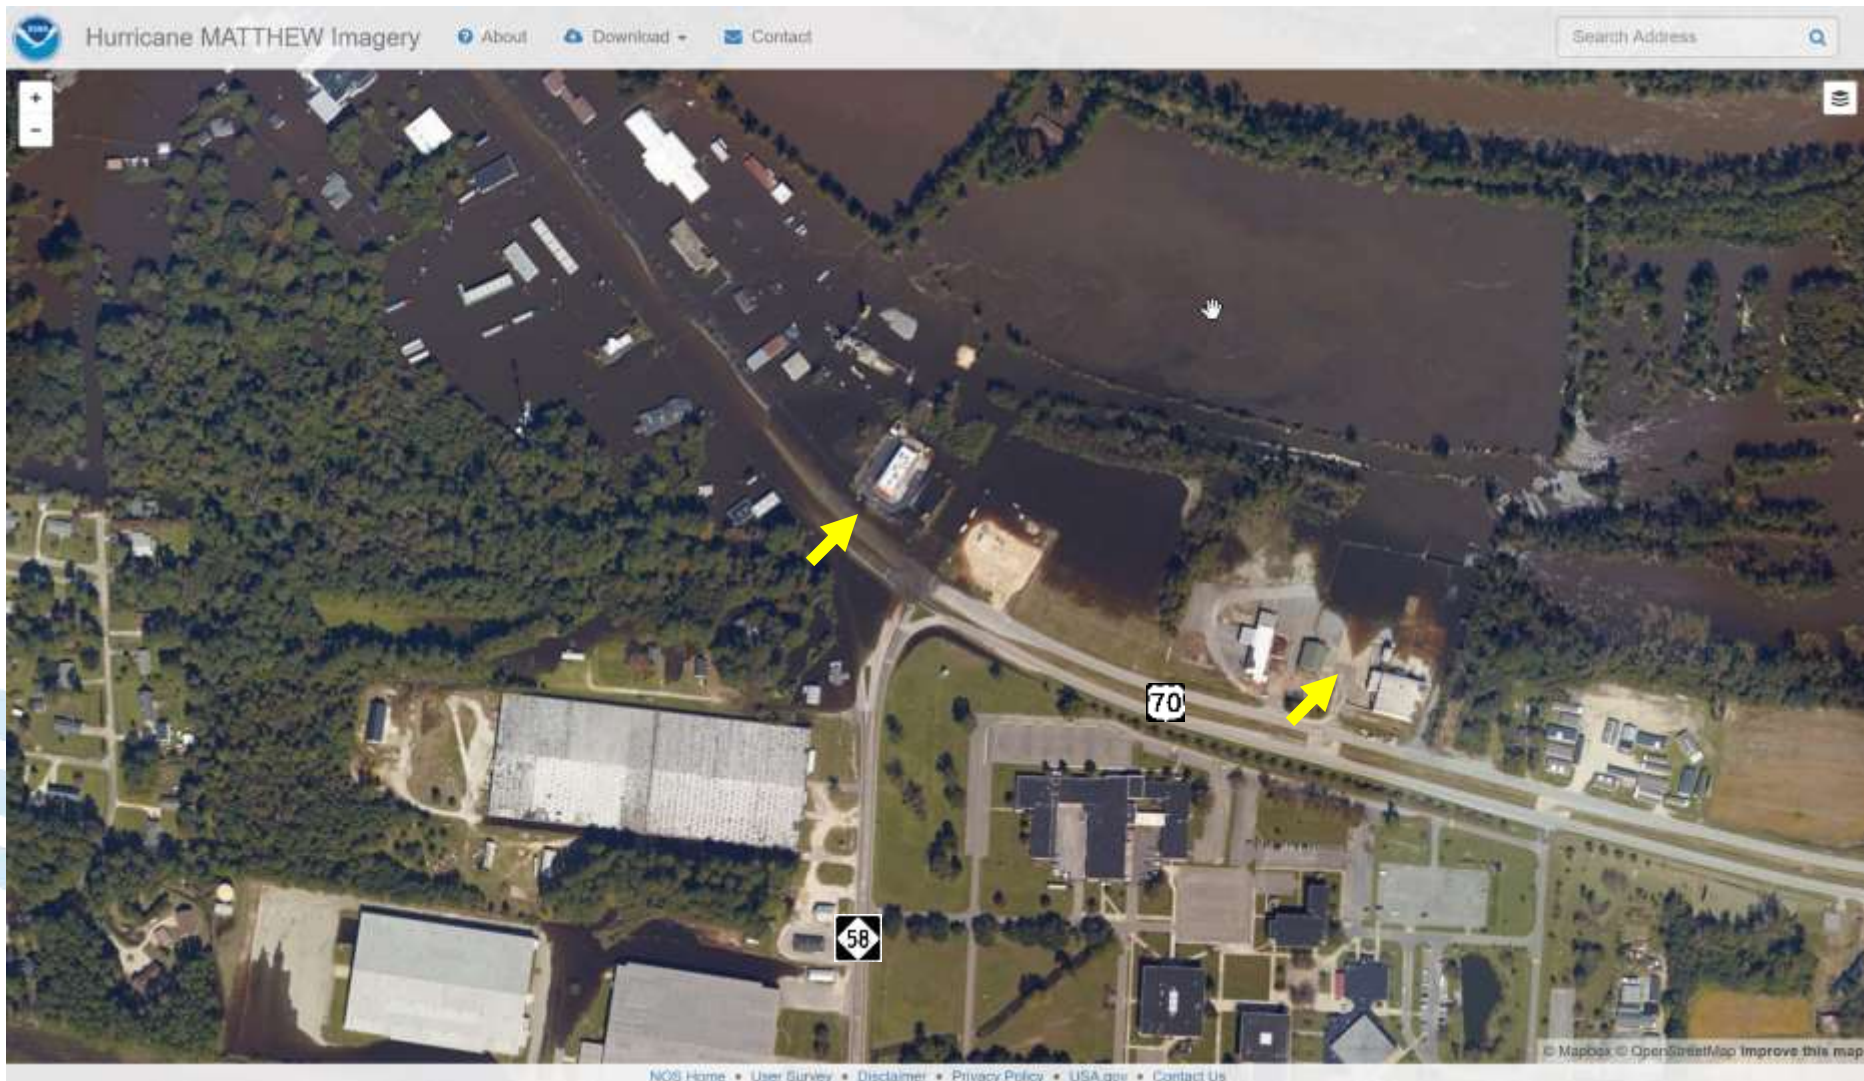 Hurricane MATTHEW Imagery
About
Download
Contact
Search Address
+
-
70
58
© Mapbox © OpenStreetMap Improve this map
NOS Home • User Survey • Disclaimer • Privacy Policy • USA.gov • Contact Us